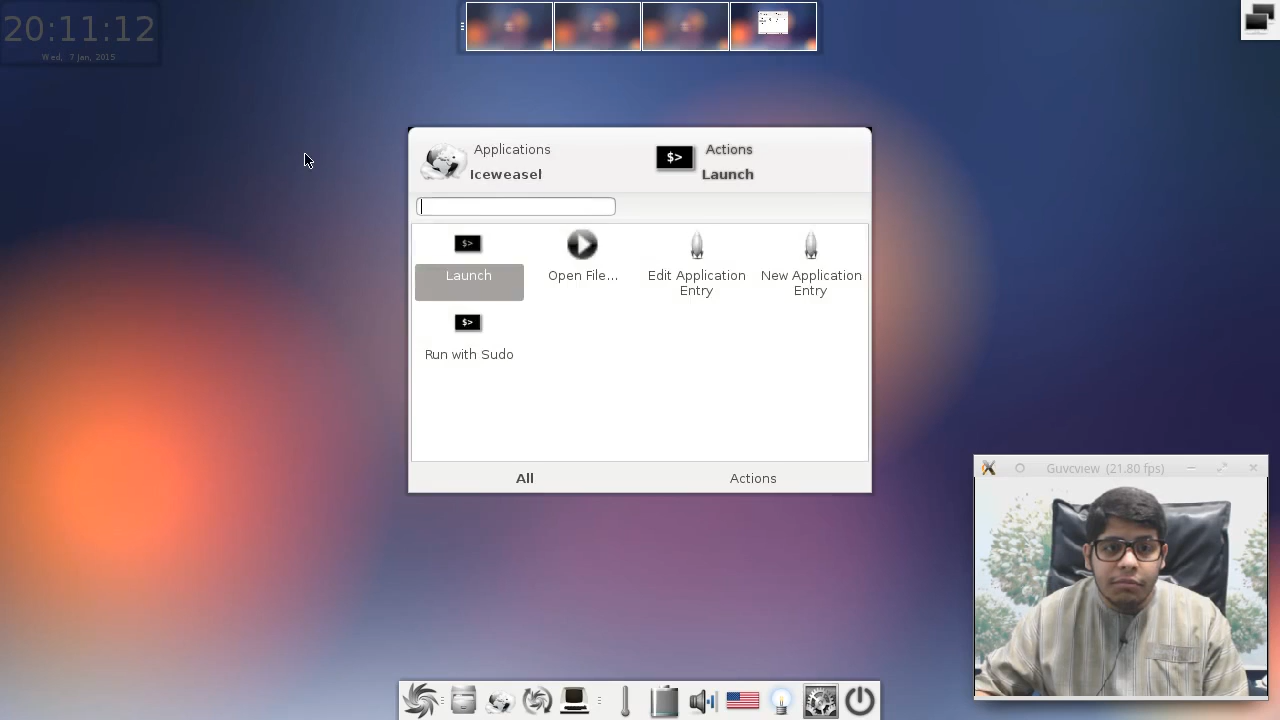 20:11:12
Wed, 7 Jan, 2015
Applications
Iceweasel
$>
Actions
Launch
$>
Launch
Open File...
Edit Application
Entry
New Application
Entry
$>
Run with Sudo
All
Actions
Guvcview (21.80 fps)